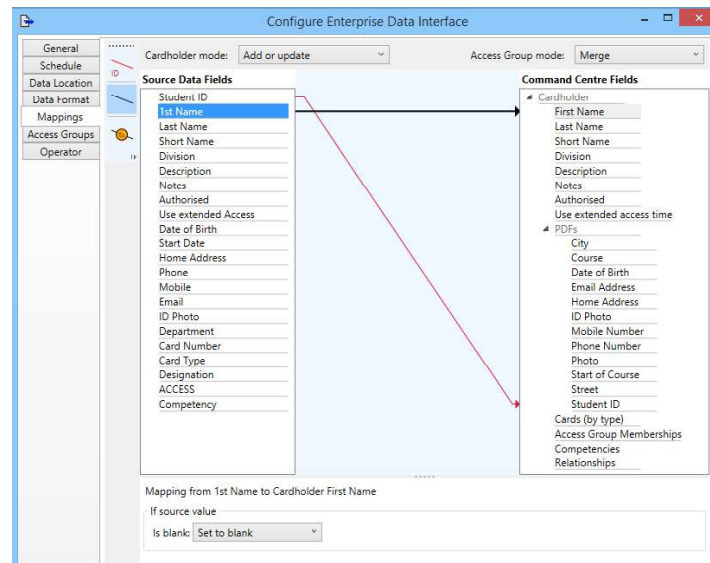 Configure Enterprise Data Interface
General
Schedule
Data Location
Data Format
Mappings
Access Groups
Operator
ID
Cardholder mode: Add or update
Access Group mode: Merge
Source Data Fields
Student ID
1st Name
Last Name
Short Name
Division
Description
Notes
Authorised
Use extended Access
Date of Birth
Start Date
Home Address
Phone
Mobile
Email
ID Photo
Department
Card Number
Card Type
Designation
ACCESS
Competency
Command Centre Fields
Cardholder
First Name
Last Name
Short Name
Division
Description
Notes
Authorised
Use extended access time
PDFs
City
Course
Date of Birth
Email Address
Home Address
ID Photo
Mobile Number
Phone Number
Photo
Start of Course
Street
Student ID
Cards (by type)
Access Group Memberships
Competencies
Relationships
Mapping from 1st Name to Cardholder First Name
If source value
Is blank: Set to blank